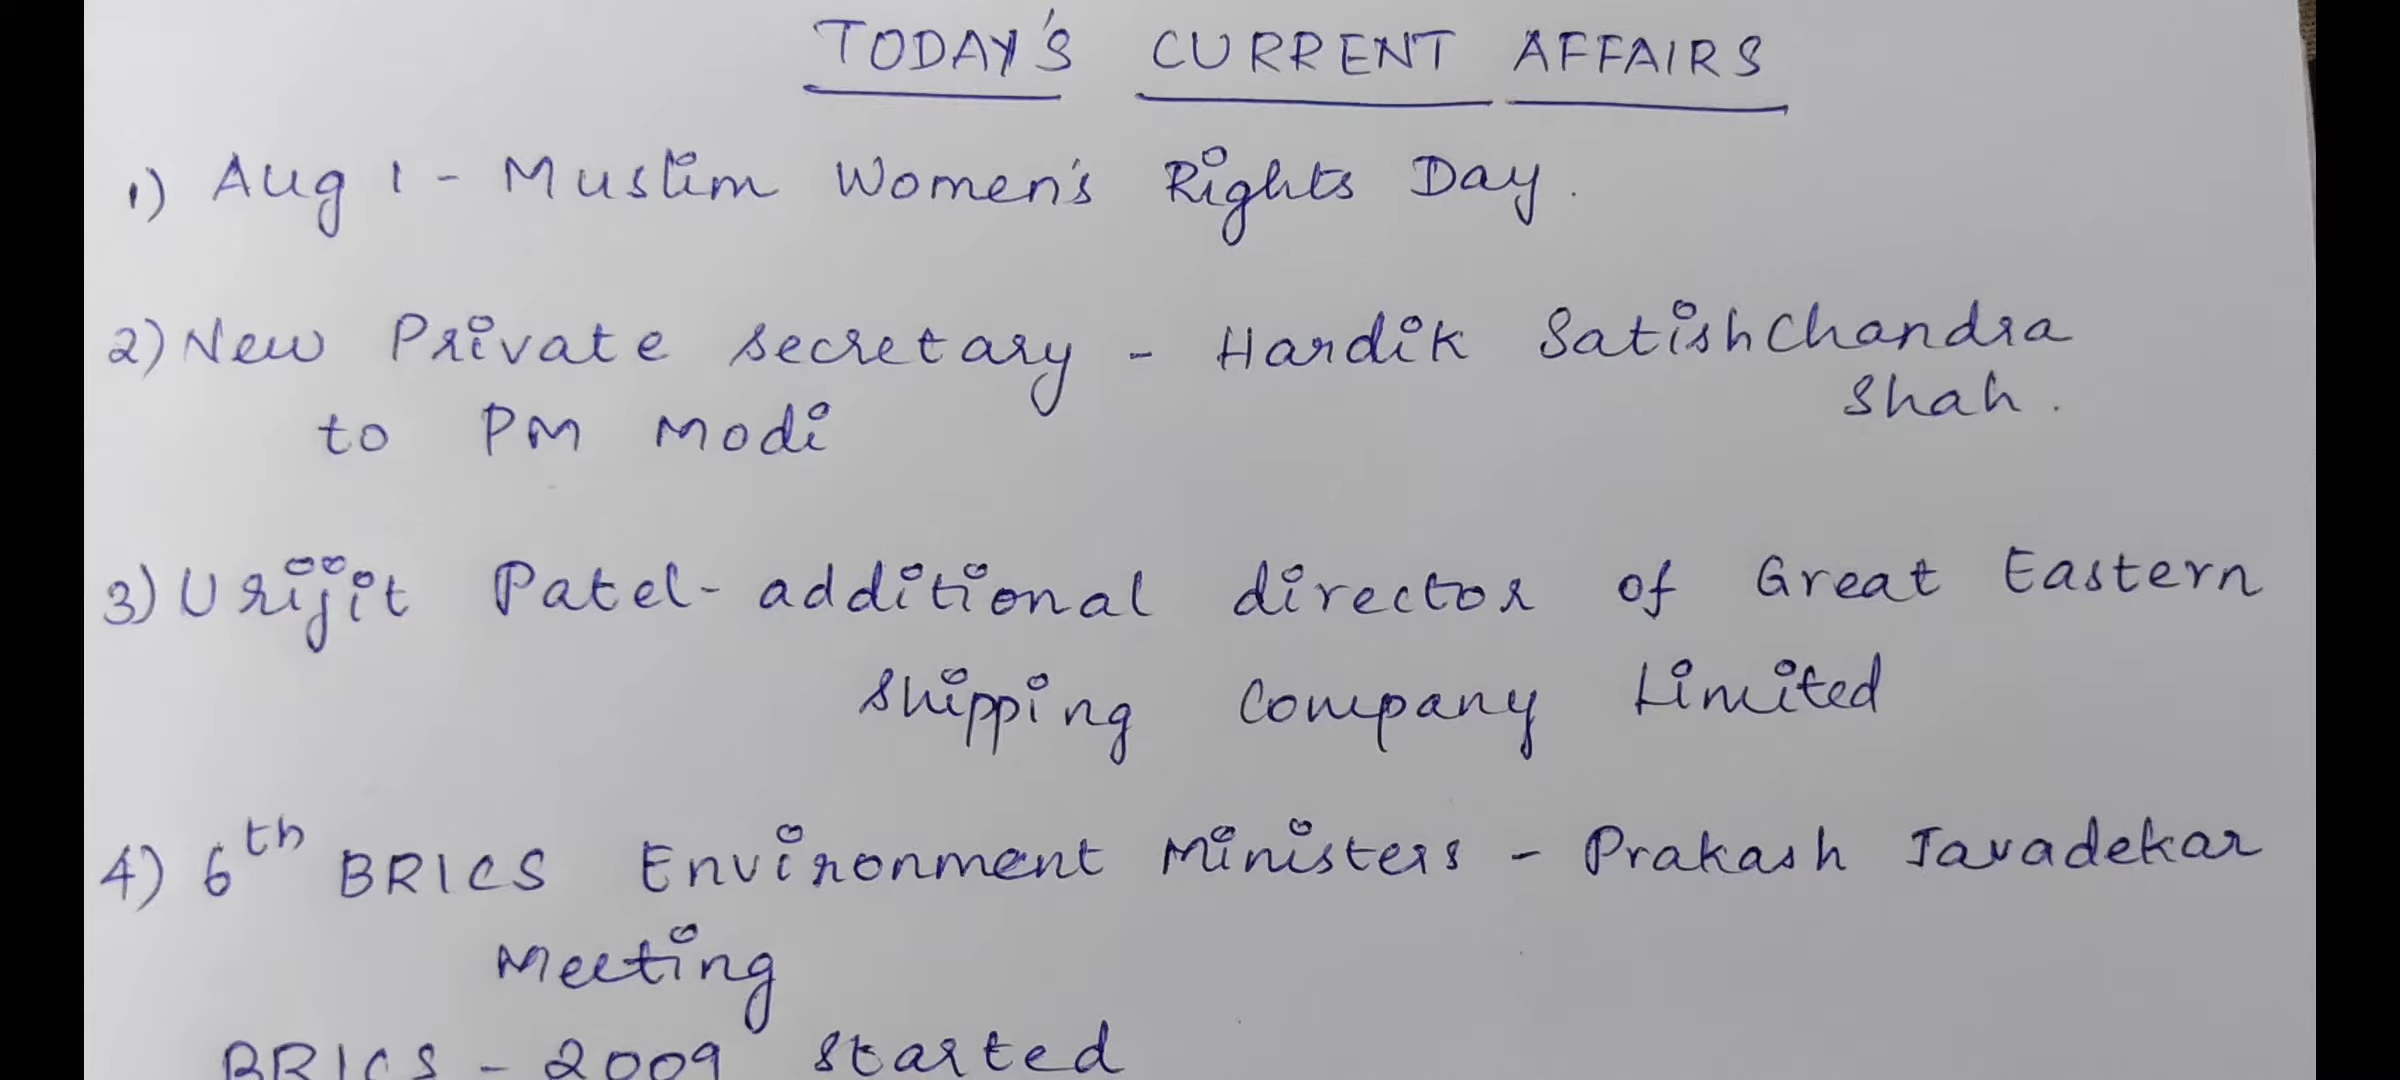 TODAY'S CURRENT AFFAIRS
1) Aug 1 - Muslim Women's Rights Day.
2) New Private secretary - Hardik SatishChandra
Shah.
to PM Modi
3) Urijit Patel - additional director of Great Eastern
Shipping Company Limited
4) 6th BRICS Environment Ministers - Prakash Javadekar
Meeting
BRICS - 2009 started